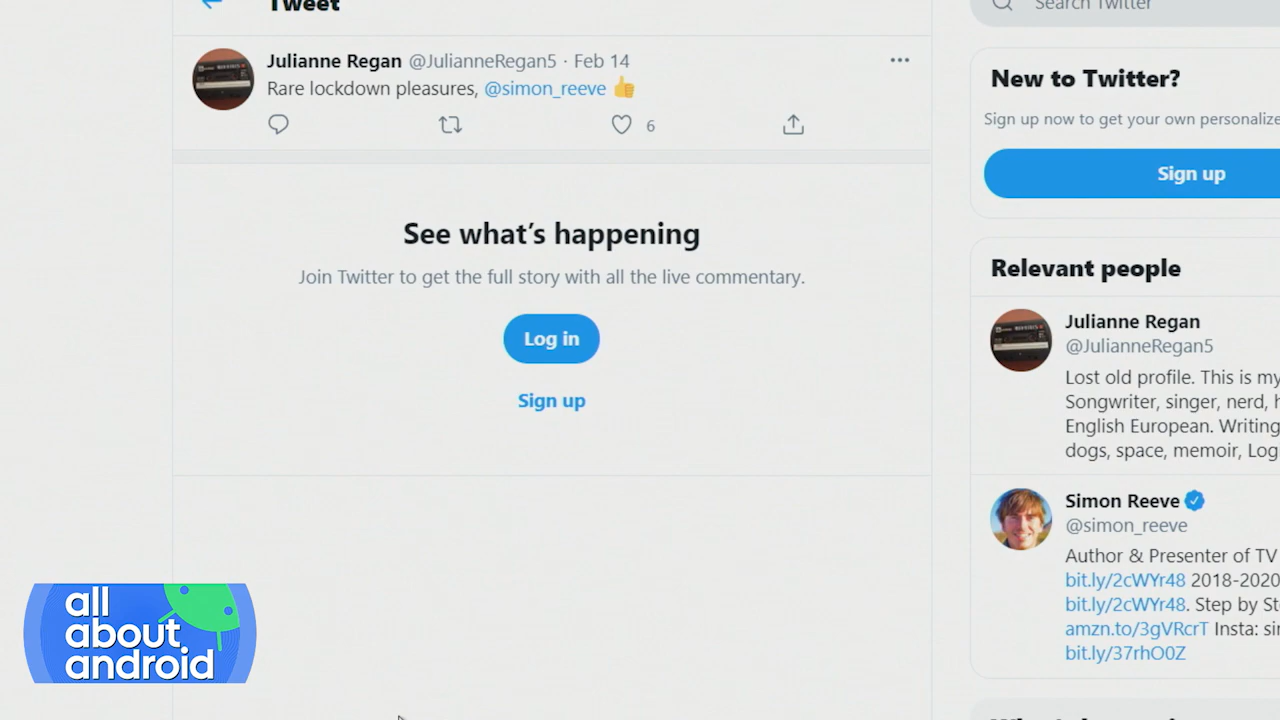 Tweet
Search Twitter
Julianne Regan @JulianneRegan5 · Feb 14
Rare lockdown pleasures, @simon_reeve 👍
6
See what's happening
Join Twitter to get the full story with all the live commentary.
Log in
Sign up
New to Twitter?
Sign up now to get your own personalize
Sign up
Relevant people
Julianne Regan
@JulianneRegan5
Lost old profile. This is my
Songwriter, singer, nerd, h
English European. Writing
dogs, space, memoir, Log
Simon Reeve
@simon_reeve
Author & Presenter of TV
bit.ly/2cWYr48 2018-2020
bit.ly/2cWYr48. Step by St
amzn.to/3gVRcrT Insta: si
bit.ly/37rhO0Z
all
about
android